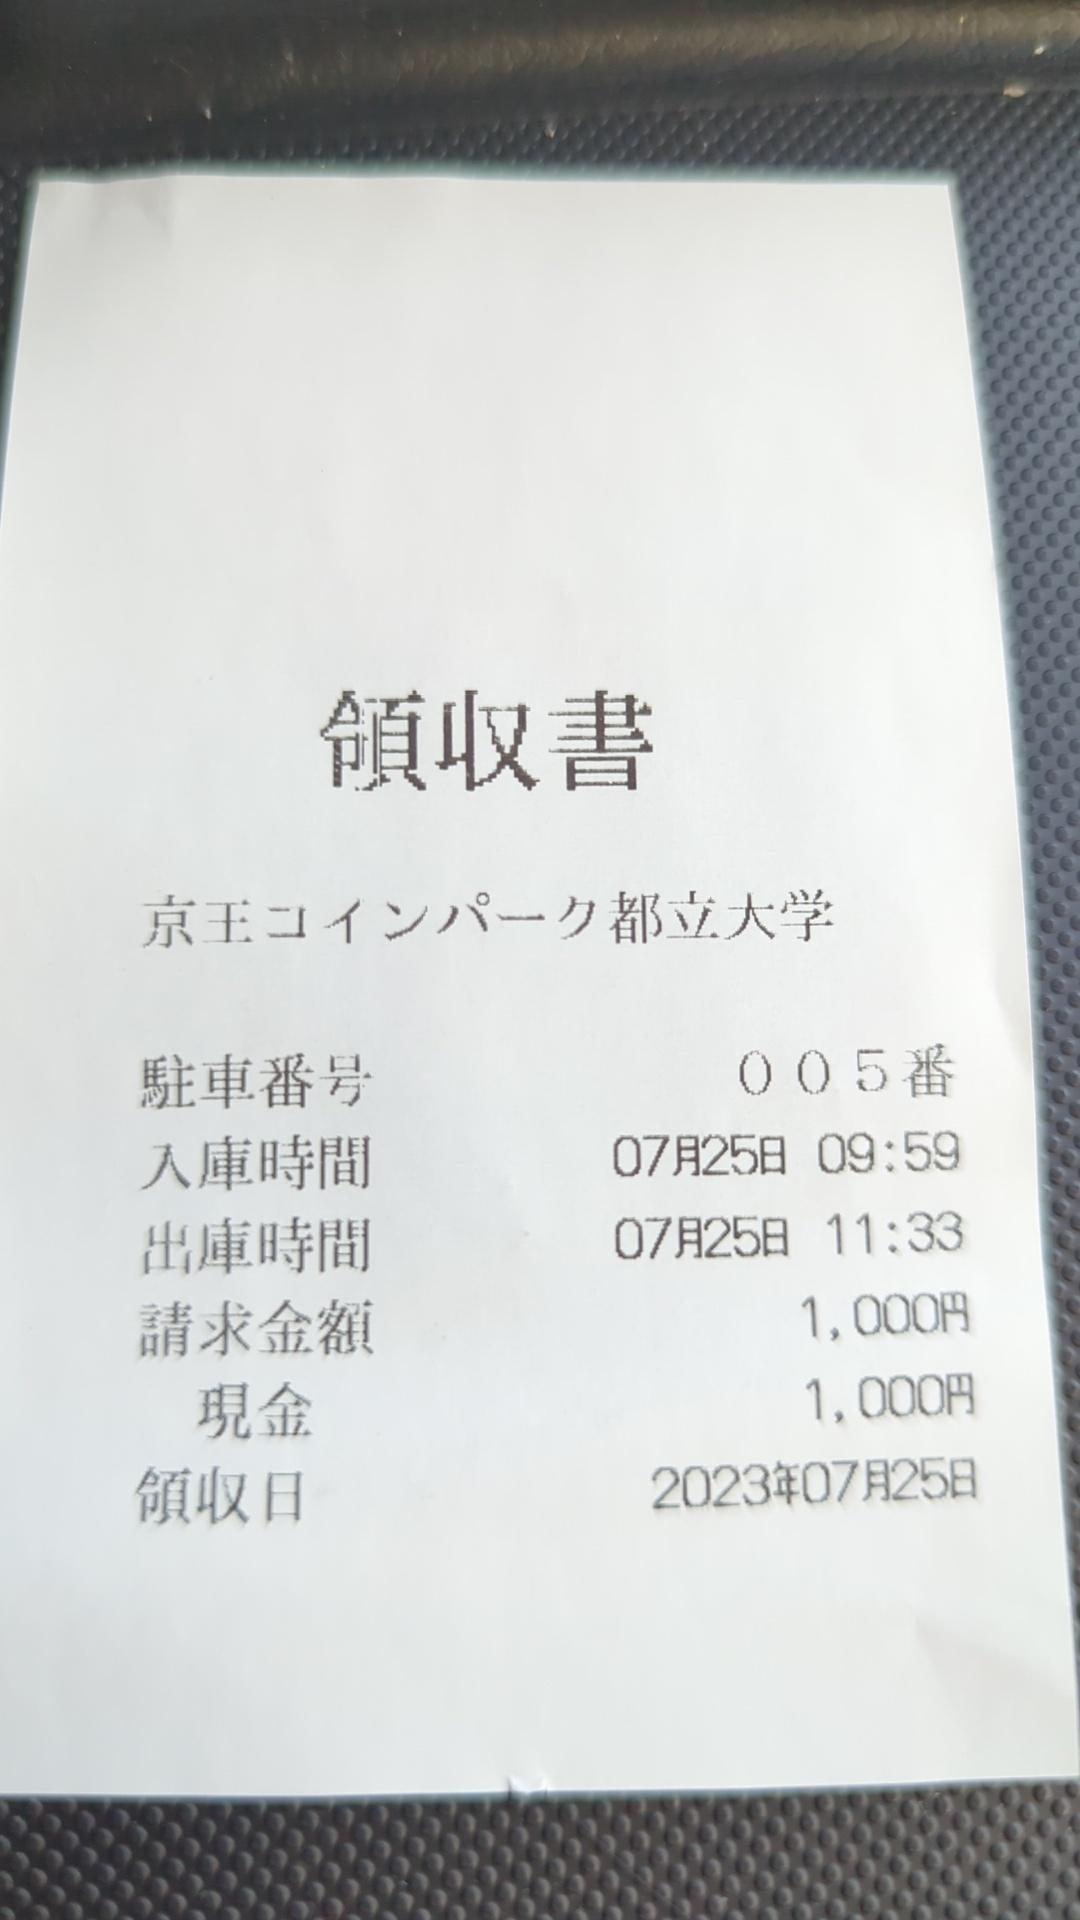 領収書
京王コインパーク都立大学
駐車番号 005番
入庫時間 07月25日 09:59
出庫時間 07月25日 11:33
請求金額 1,000円
現金 1,000円
領収日 2023年07月25日